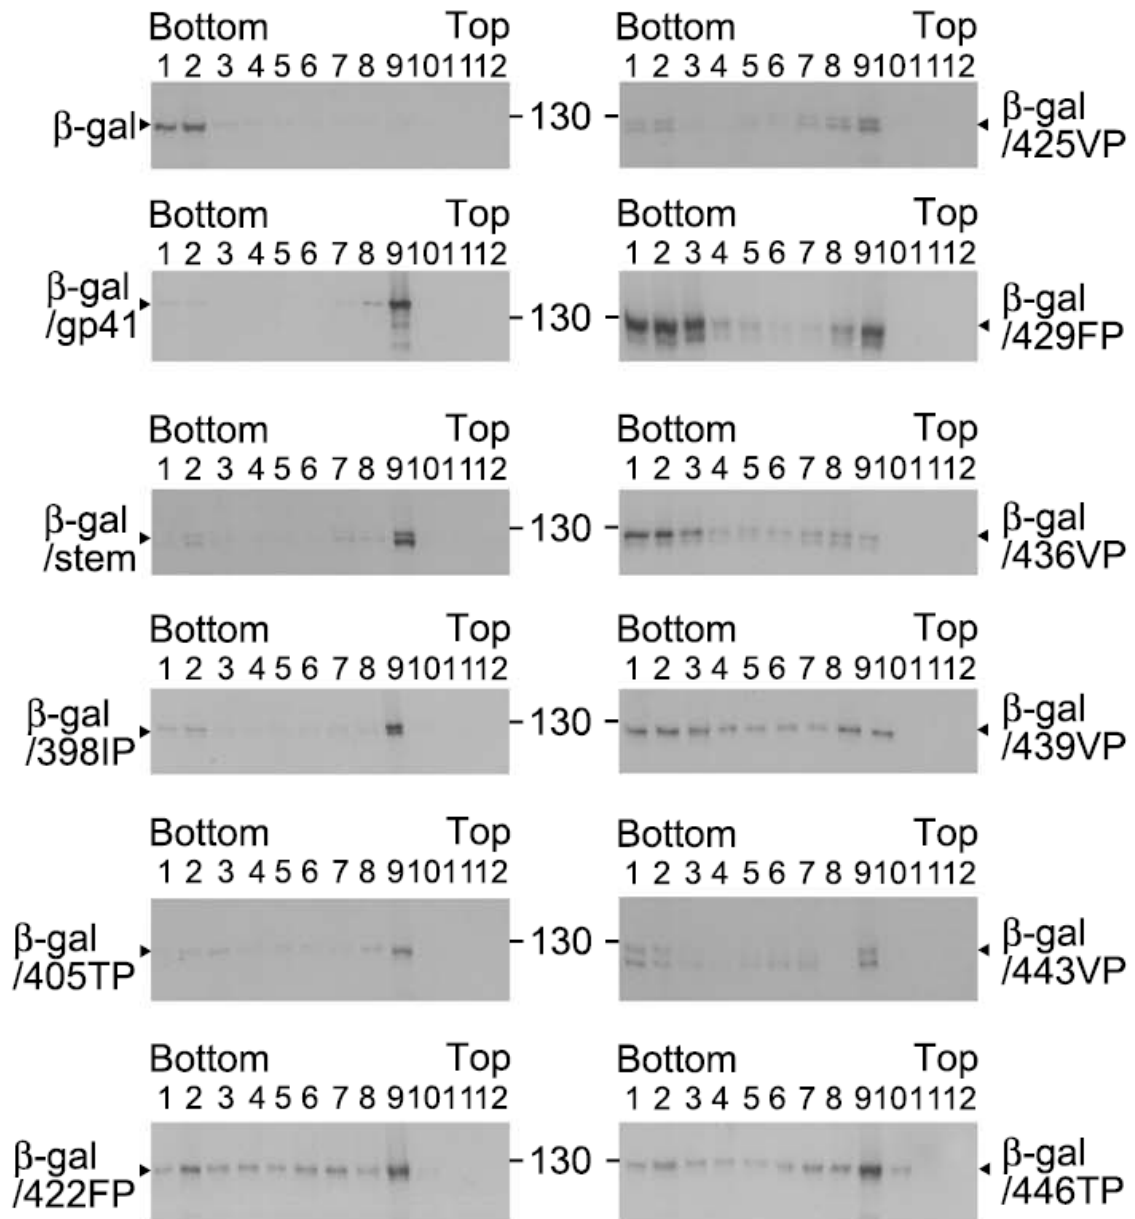 Bottom Top Bottom Top
1 2 3 4 5 6 7 8 9 10 11 12 1 2 3 4 5 6 7 8 9 10 11 12
β-gal 130 β-gal
/425VP
Bottom Top Bottom Top
1 2 3 4 5 6 7 8 9 10 11 12 1 2 3 4 5 6 7 8 9 10 11 12
β-gal 130 β-gal
/gp41 /429FP
Bottom Top Bottom Top
1 2 3 4 5 6 7 8 9 10 11 12 1 2 3 4 5 6 7 8 9 10 11 12
β-gal 130 β-gal
/stem /436VP
Bottom Top Bottom Top
1 2 3 4 5 6 7 8 9 10 11 12 1 2 3 4 5 6 7 8 9 10 11 12
β-gal 130 β-gal
/398IP /439VP
Bottom Top Bottom Top
1 2 3 4 5 6 7 8 9 10 11 12 1 2 3 4 5 6 7 8 9 10 11 12
β-gal 130 β-gal
/405TP /443VP
Bottom Top Bottom Top
1 2 3 4 5 6 7 8 9 10 11 12 1 2 3 4 5 6 7 8 9 10 11 12
β-gal 130 β-gal
/422FP /446TP